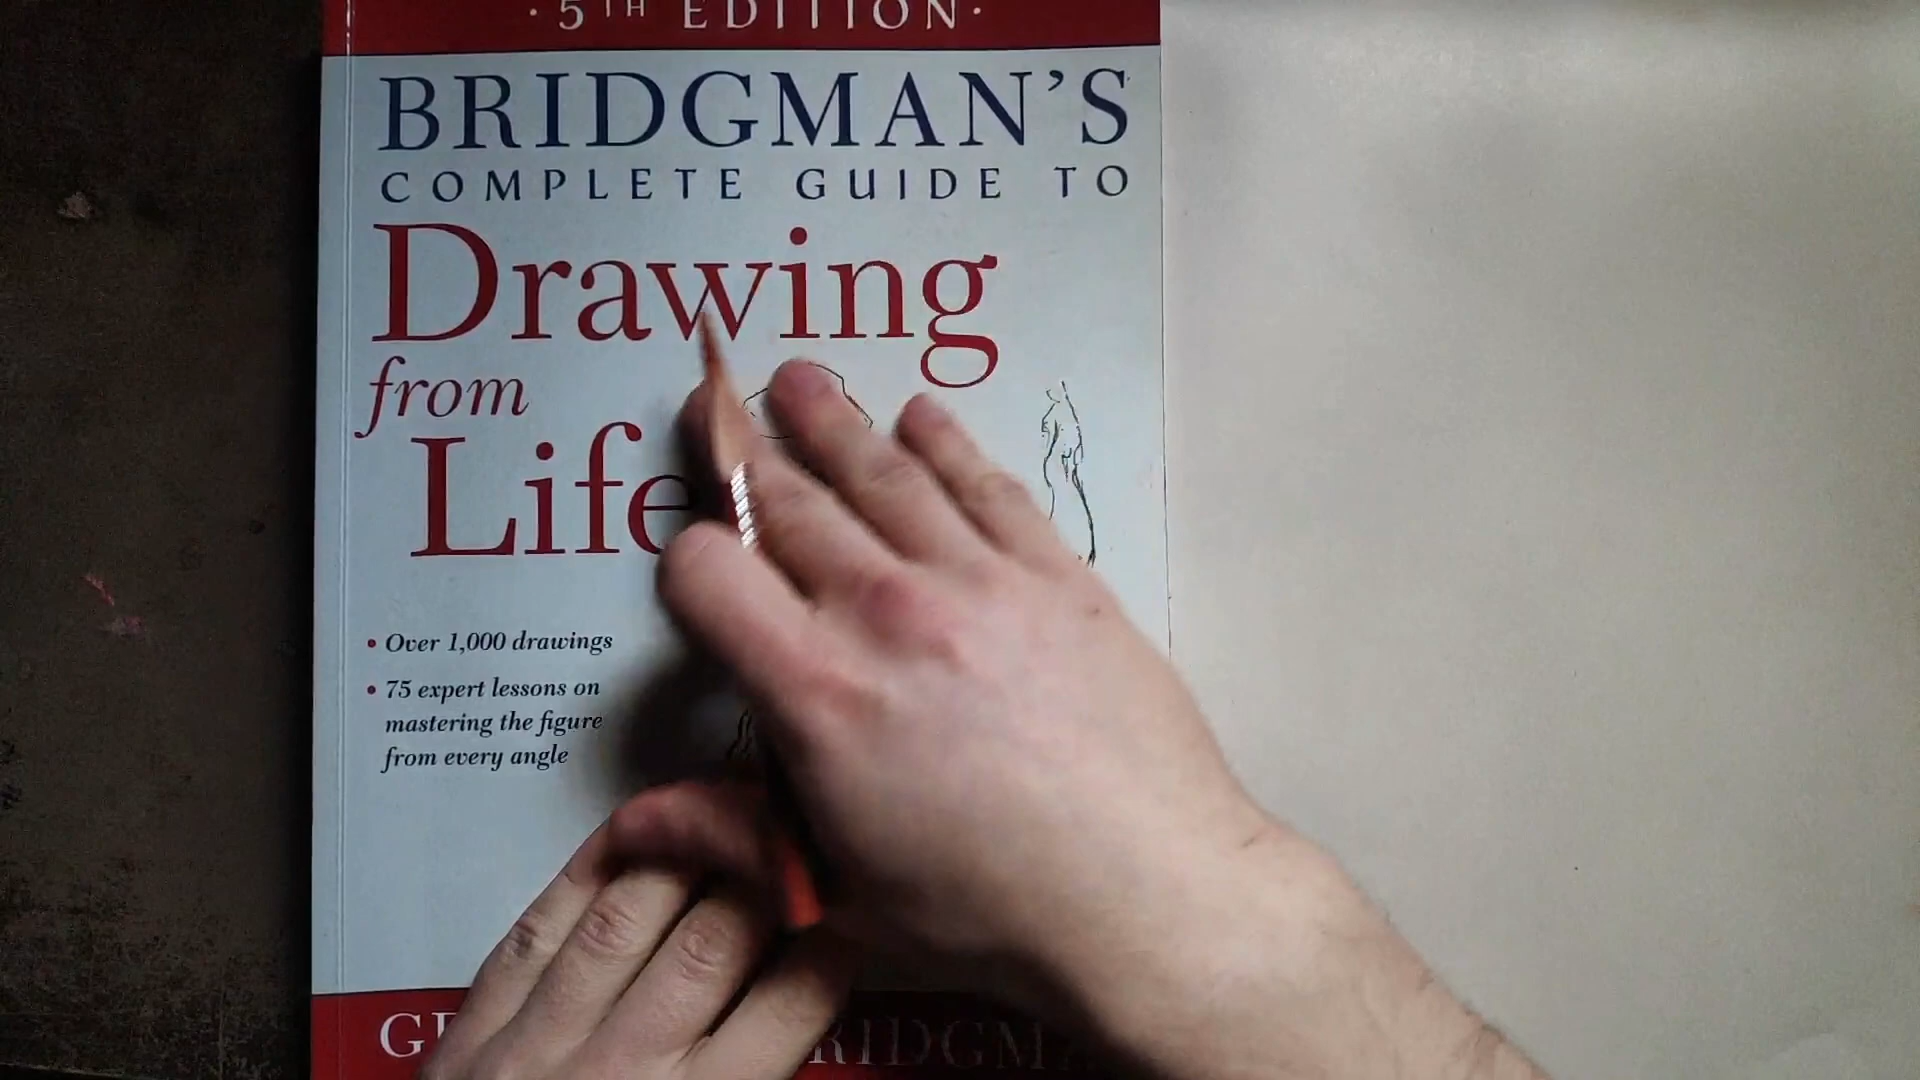 · 5TH EDITION ·
BRIDGMAN'S
COMPLETE GUIDE TO
Drawing
from
Life
• Over 1,000 drawings
• 75 expert lessons on
mastering the figure
from every angle